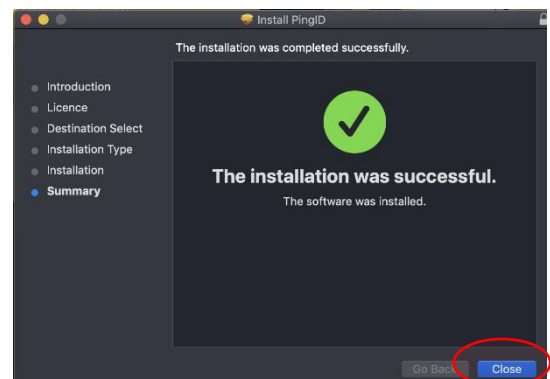 Install PingID
The installation was completed successfully.
Introduction
Licence
Destination Select
Installation Type
Installation
Summary
The installation was successful.
The software was installed.
Go Back
Close